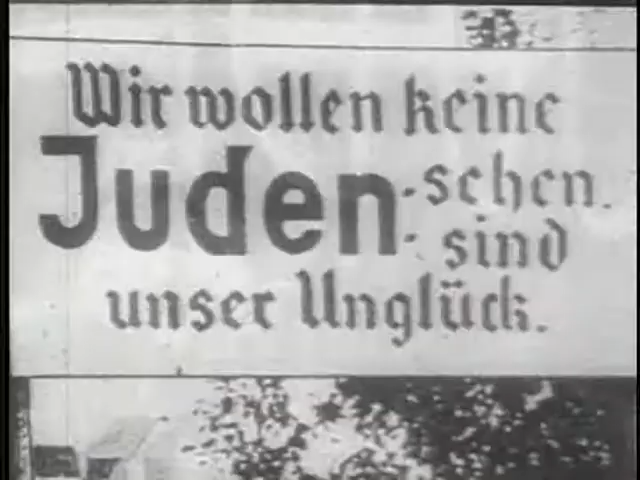 Wir wollen keine
Juden - sehen.
: sind
unser Unglück.